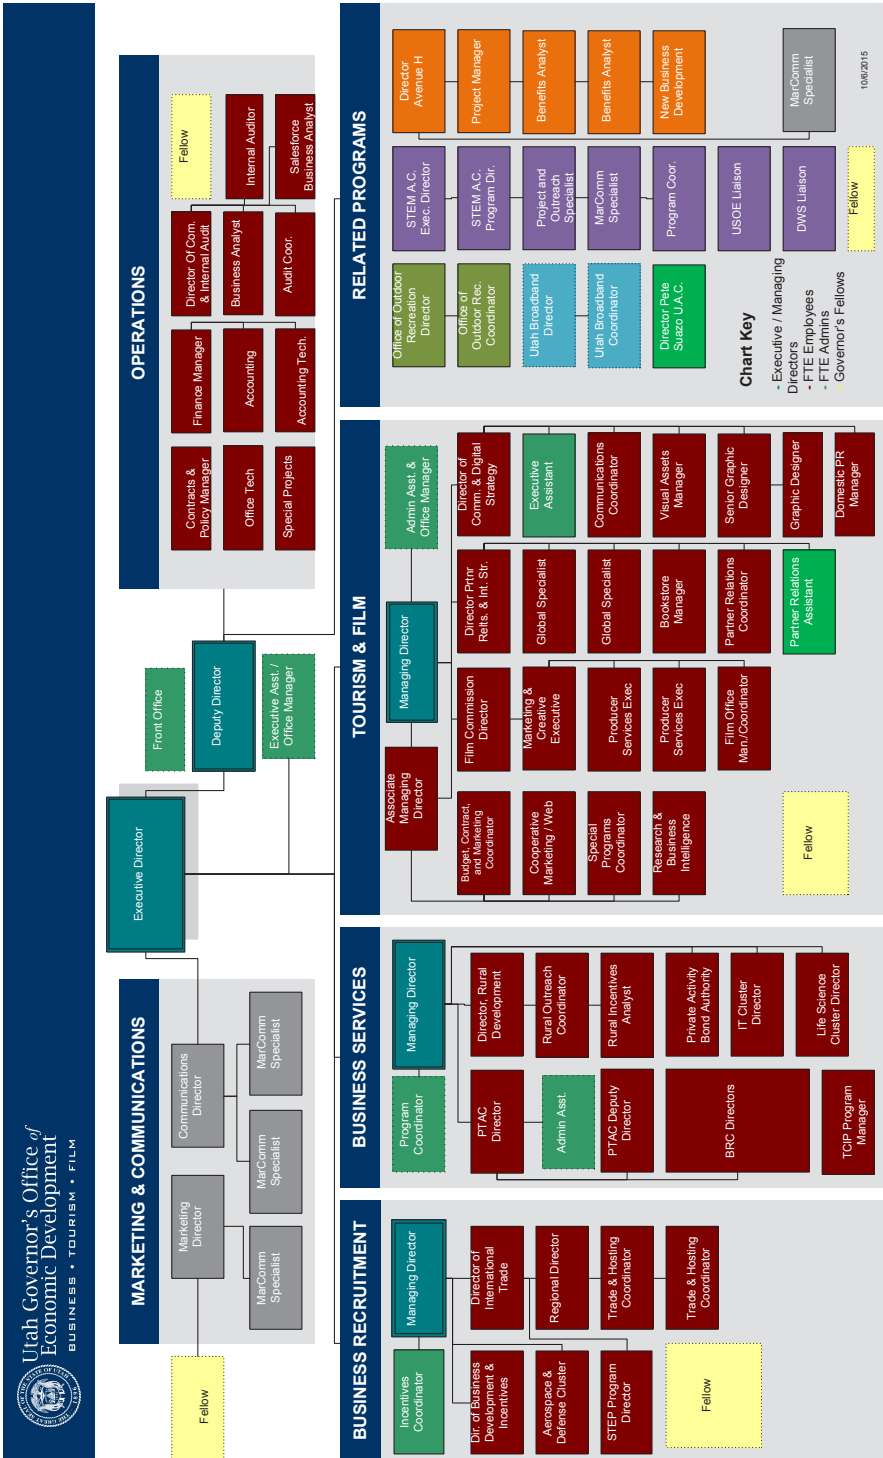 Utah Governor's Office of
Economic Development
BUSINESS • TOURISM • FILM
THE GREAT SEAL OF THE STATE OF UTAH
1896
Executive Director
Front Office
Deputy Director
Executive Asst. /
Office Manager
MARKETING & COMMUNICATIONS
Fellow
Marketing
Director
Communications
Director
MarComm
Specialist
MarComm
Specialist
MarComm
Specialist
OPERATIONS
Contracts &
Policy Manager
Office Tech
Special Projects
Finance Manager
Accounting
Accounting Tech.
Director Of Com.
& Internal Audit
Business Analyst
Audit Coor.
Fellow
Internal Auditor
Salesforce
Business Analyst
BUSINESS RECRUITMENT
Incentives
Coordinator
Managing Director
Dir. of Business
Development &
Incentives
Aerospace &
Defense Cluster
STEP Program
Director
Fellow
Director of
International
Trade
Regional Director
Trade & Hosting
Coordinator
Trade & Hosting
Coordinator
BUSINESS SERVICES
Program
Coordinator
Managing Director
PTAC
Director
Admin Asst.
PTAC Deputy
Director
BRC Directors
TCIP Program
Manager
Director, Rural
Development
Rural Outreach
Coordinator
Rural Incentives
Analyst
Private Activity
Bond Authority
IT Cluster
Director
Life Science
Cluster Director
TOURISM & FILM
Associate
Managing
Director
Managing Director
Admin Asst. &
Office Manager
Budget, Contract,
and Marketing
Coordinator
Cooperative
Marketing / Web
Special
Programs
Coordinator
Research &
Business
Intelligence
Fellow
Film Commission
Director
Marketing &
Creative
Executive
Producer
Services Exec
Producer
Services Exec
Film Office
Man./Coordinator
Director Prtnr
Relts. & Int. Str.
Global Specialist
Global Specialist
Bookstore
Manager
Partner Relations
Coordinator
Partner Relations
Assistant
Director of
Comm. & Digital
Strategy
Executive
Assistant
Communications
Coordinator
Visual Assets
Manager
Senior Graphic
Designer
Graphic Designer
Domestic PR
Manager
RELATED PROGRAMS
Office of Outdoor
Recreation
Director
Office of
Outdoor Rec.
Coordinator
Utah Broadband
Director
Utah Broadband
Coordinator
Director Pete
Suazo U.A.C.
STEM A.C.
Exec. Director
STEM A.C.
Program Dir.
Project and
Outreach
Specialist
MarComm
Specialist
Program Coor.
USOE Liaison
DWS Liaison
Fellow
Director
Avenue H
Project Manager
Benefits Analyst
Benefits Analyst
New Business
Development
MarComm
Specialist
Chart Key
- Executive / Managing
Directors
- FTE Employees
- FTE Admins
- Governor's Fellows
10/6/2015